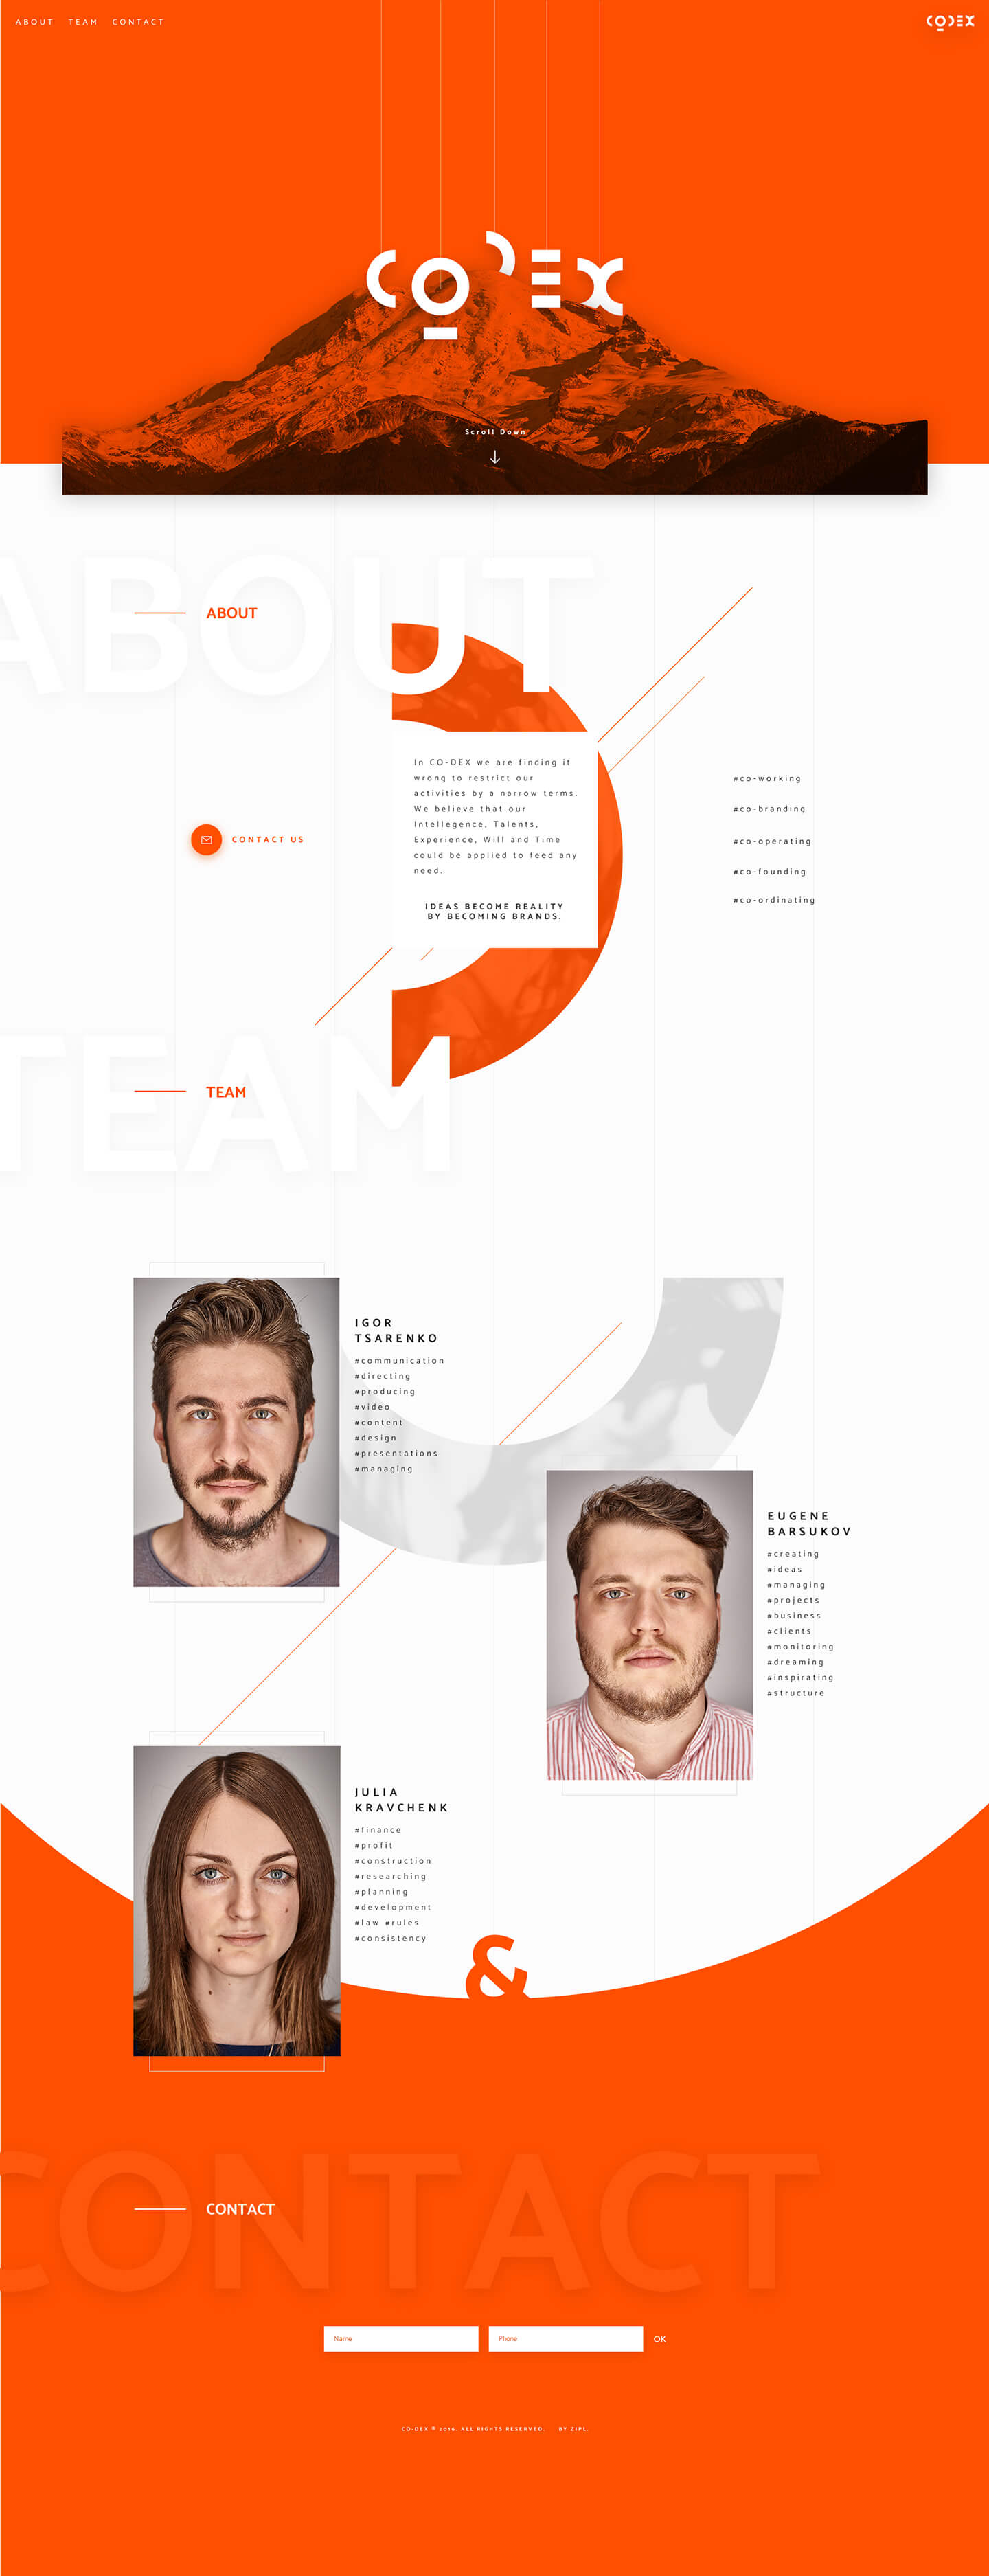 ABOUT TEAM CONTACT
CODEX
CODEX
Scroll Down
ABOUT
ABOUT
In CO-DEX we are finding it
wrong to restrict our
activities by a narrow terms.
We believe that our
Intellegence, Talents,
Experience, Will and Time
could be applied to feed any
need.
IDEAS BECOME REALITY
BY BECOMING BRANDS.
CONTACT US
#co-working
#co-branding
#co-operating
#co-founding
#co-ordinating
TEAM
TEAM
IGOR
TSARENKO
#communication
#directing
#producing
#video
#content
#design
#presentations
#managing
EUGENE
BARSUKOV
#creating
#ideas
#managing
#projects
#business
#clients
#monitoring
#dreaming
#inspirating
#structure
JULIA
KRAVCHENK
#finance
#profit
#construction
#researching
#planning
#development
#law #rules
#consistency
&
CONTACT
CONTACT
Name
Phone
OK
CO-DEX © 2016. ALL RIGHTS RESERVED. BY ZIPL.